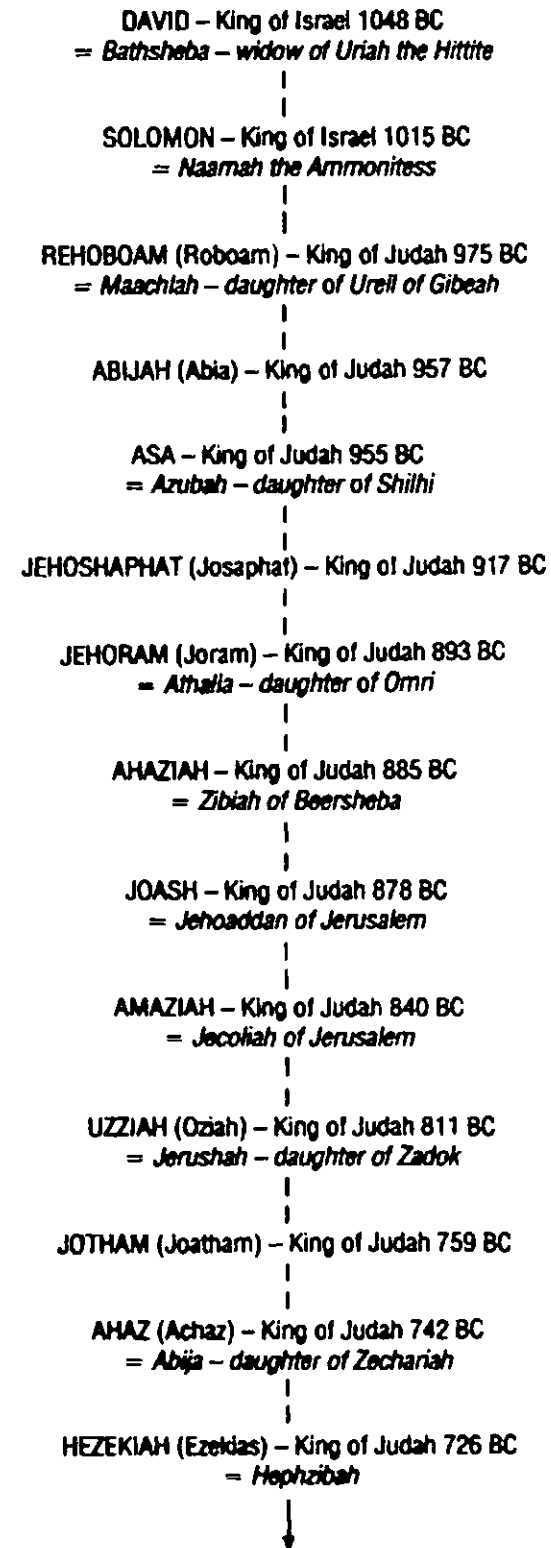 DAVID – King of Israel 1048 BC
= Bathsheba – widow of Uriah the Hittite
SOLOMON – King of Israel 1015 BC
= Naamah the Ammonitess
REHOBOAM (Roboam) – King of Judah 975 BC
= Maachiah – daughter of Ureil of Gibeah
ABIJAH (Abia) – King of Judah 957 BC
ASA – King of Judah 955 BC
= Azubah – daughter of Shilhi
JEHOSHAPHAT (Josaphat) – King of Judah 917 BC
JEHORAM (Joram) – King of Judah 893 BC
= Athalia – daughter of Omri
AHAZIAH – King of Judah 885 BC
= Zibiah of Beersheba
JOASH – King of Judah 878 BC
= Jehoaddan of Jerusalem
AMAZIAH – King of Judah 840 BC
= Jecoliah of Jerusalem
UZZIAH (Oziah) – King of Judah 811 BC
= Jerushah – daughter of Zadok
JOTHAM (Joatham) – King of Judah 759 BC
AHAZ (Achaz) – King of Judah 742 BC
= Abija – daughter of Zechariah
HEZEKIAH (Ezekias) – King of Judah 726 BC
= Hephzibah